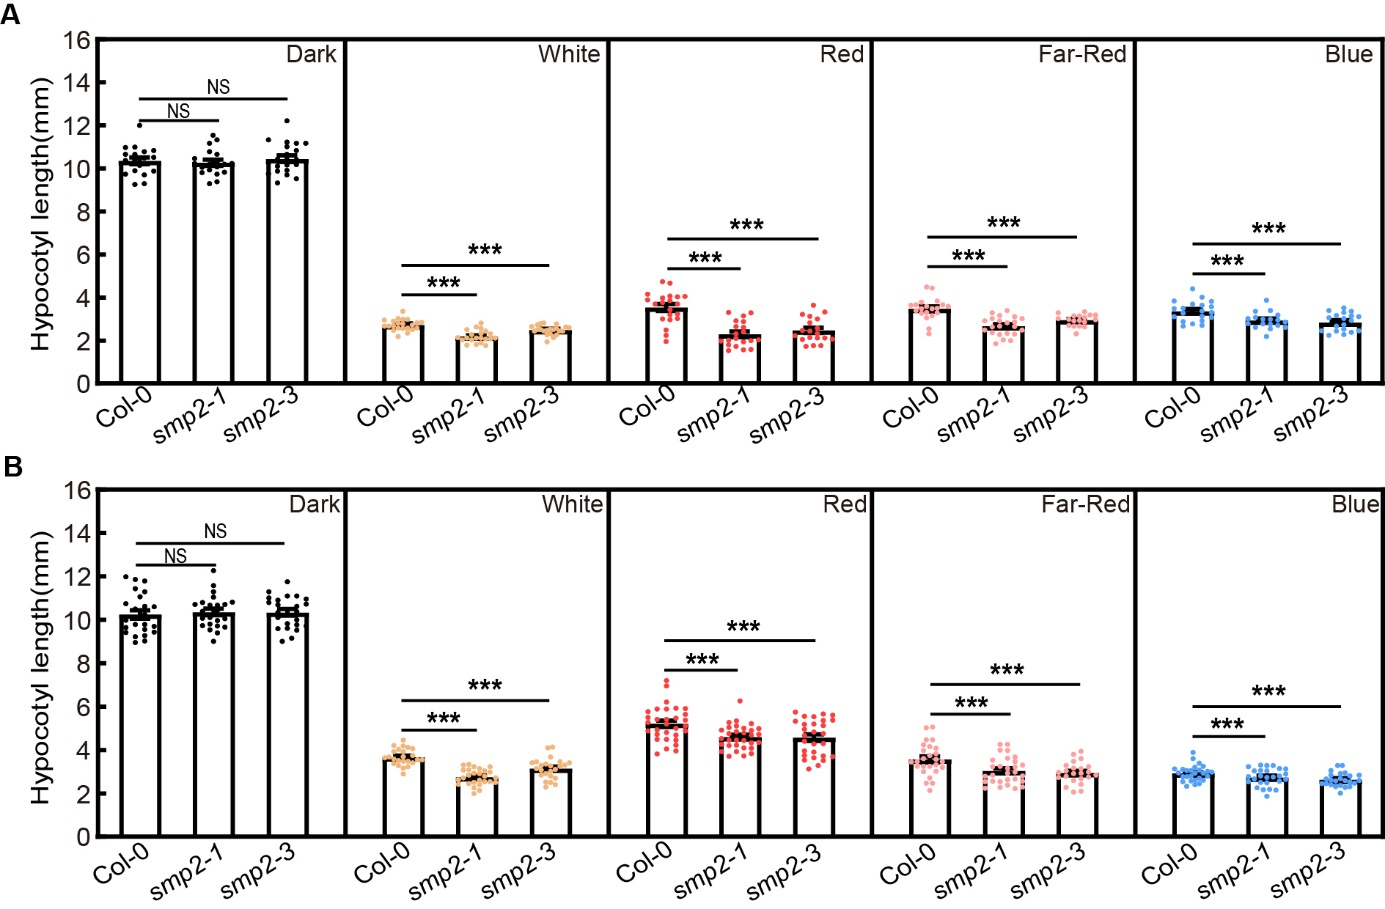 A
Hypocotyl length(mm)
16
14
12
10
8
6
4
2
0
Dark
White
Red
Far-Red
Blue
NS
NS
***
***
***
***
***
***
***
***
Col-0
smp2-1
smp2-3
Col-0
smp2-1
smp2-3
Col-0
smp2-1
smp2-3
Col-0
smp2-1
smp2-3
Col-0
smp2-1
smp2-3
B
Hypocotyl length(mm)
16
14
12
10
8
6
4
2
0
Dark
White
Red
Far-Red
Blue
NS
NS
***
***
***
***
***
***
***
***
Col-0
smp2-1
smp2-3
Col-0
smp2-1
smp2-3
Col-0
smp2-1
smp2-3
Col-0
smp2-1
smp2-3
Col-0
smp2-1
smp2-3